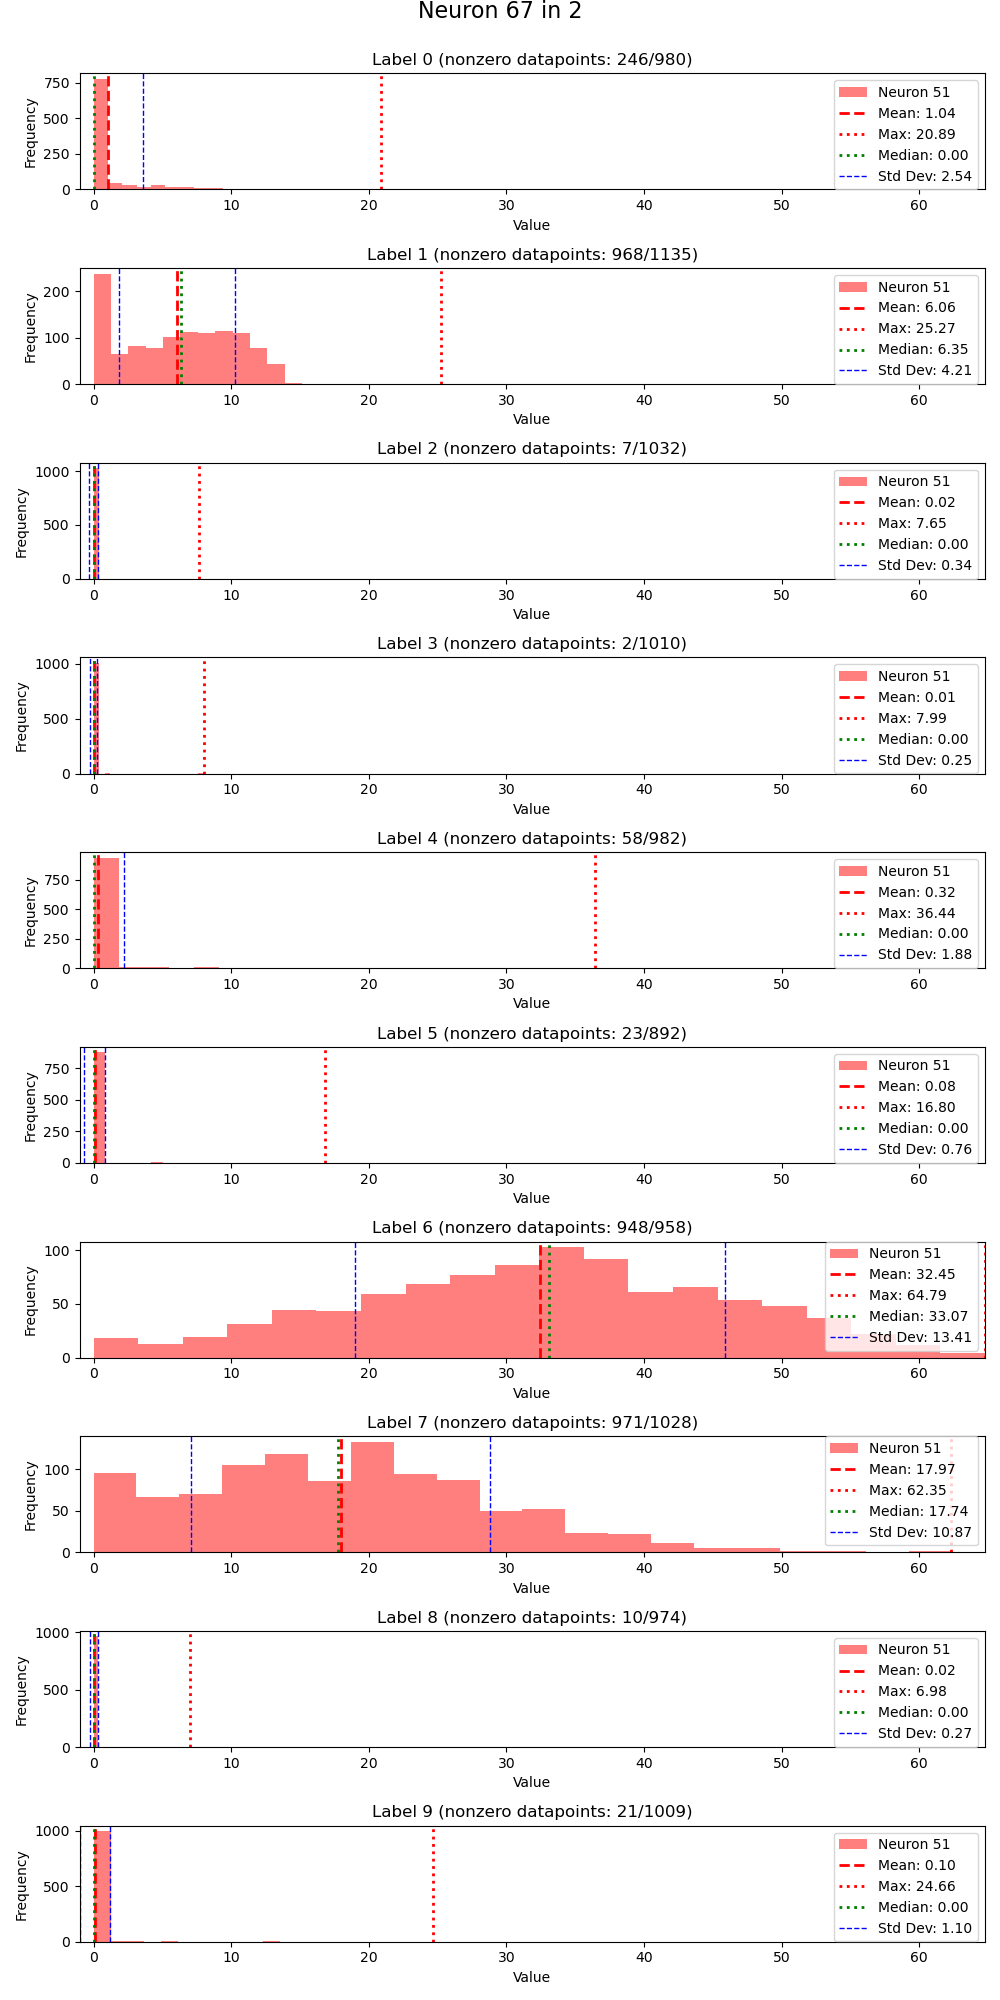 Neuron 67 in 2
Label 0 (nonzero datapoints: 246/980)
Frequency
750
500
250
0
Neuron 51
Mean: 1.04
Max: 20.89
Median: 0.00
Std Dev: 2.54
0 10 20 30 40 50 60
Value
Label 1 (nonzero datapoints: 968/1135)
Frequency
200
100
0
Neuron 51
Mean: 6.06
Max: 25.27
Median: 6.35
Std Dev: 4.21
0 10 20 30 40 50 60
Value
Label 2 (nonzero datapoints: 7/1032)
Frequency
1000
500
0
Neuron 51
Mean: 0.02
Max: 7.65
Median: 0.00
Std Dev: 0.34
0 10 20 30 40 50 60
Value
Label 3 (nonzero datapoints: 2/1010)
Frequency
1000
500
0
Neuron 51
Mean: 0.01
Max: 7.99
Median: 0.00
Std Dev: 0.25
0 10 20 30 40 50 60
Value
Label 4 (nonzero datapoints: 58/982)
Frequency
750
500
250
0
Neuron 51
Mean: 0.32
Max: 36.44
Median: 0.00
Std Dev: 1.88
0 10 20 30 40 50 60
Value
Label 5 (nonzero datapoints: 23/892)
Frequency
750
500
250
0
Neuron 51
Mean: 0.08
Max: 16.80
Median: 0.00
Std Dev: 0.76
0 10 20 30 40 50 60
Value
Label 6 (nonzero datapoints: 948/958)
Frequency
100
50
0
Neuron 51
Mean: 32.45
Max: 64.79
Median: 33.07
Std Dev: 13.41
0 10 20 30 40 50 60
Value
Label 7 (nonzero datapoints: 971/1028)
Frequency
100
50
0
Neuron 51
Mean: 17.97
Max: 62.35
Median: 17.74
Std Dev: 10.87
0 10 20 30 40 50 60
Value
Label 8 (nonzero datapoints: 10/974)
Frequency
1000
500
0
Neuron 51
Mean: 0.02
Max: 6.98
Median: 0.00
Std Dev: 0.27
0 10 20 30 40 50 60
Value
Label 9 (nonzero datapoints: 21/1009)
Frequency
1000
500
0
Neuron 51
Mean: 0.10
Max: 24.66
Median: 0.00
Std Dev: 1.10
0 10 20 30 40 50 60
Value